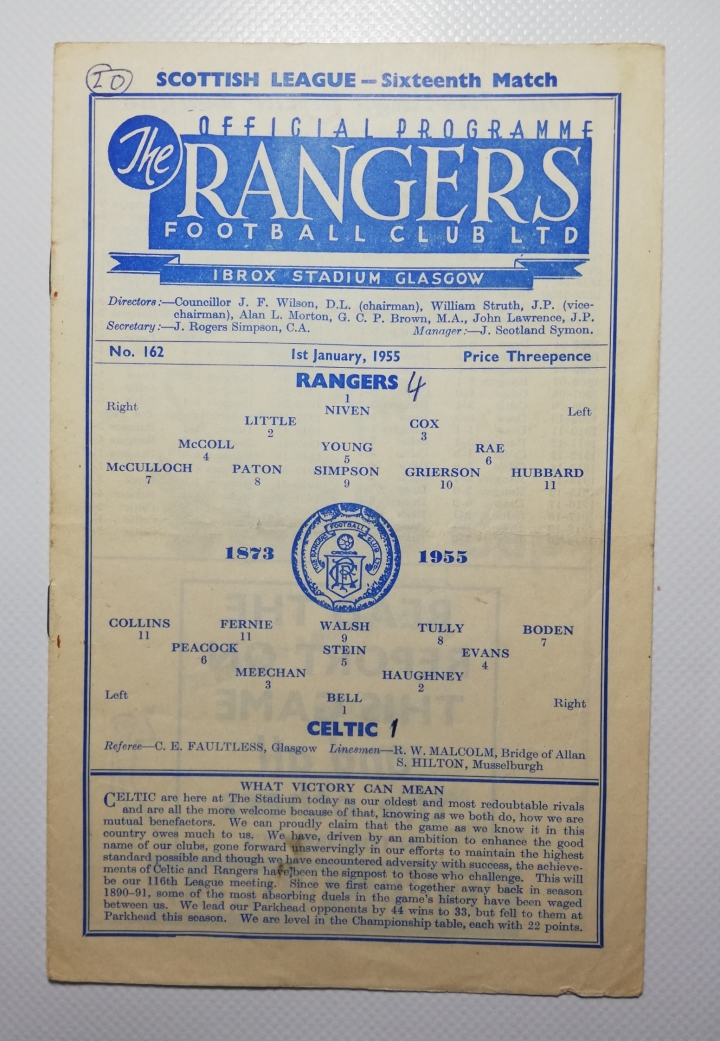 20
SCOTTISH LEAGUE — Sixteenth Match
OFFICIAL PROGRAMME
The RANGERS
FOOTBALL CLUB LTD
IBROX STADIUM GLASGOW
Directors:—Councillor J. F. Wilson, D.L. (chairman), William Struth, J.P. (vice-
chairman), Alan L. Morton, G. C. P. Brown, M.A., John Lawrence, J.P.
Secretary:—J. Rogers Simpson, C.A. Manager:—J. Scotland Symon.
No. 162 1st January, 1955 Price Threepence
RANGERS 4
1
Right NIVEN Left
LITTLE COX
2 3
McCOLL YOUNG RAE
4 5 6
McCULLOCH PATON SIMPSON GRIERSON HUBBARD
7 8 9 10 11
1873 1955
THE RANGERS FOOTBALL CLUB LTD.
COLLINS FERNIE WALSH TULLY BODEN
11 11 9 8 7
PEACOCK STEIN EVANS
6 5 4
MEECHAN HAUGHNEY
3 2
Left BELL Right
1
CELTIC 1
Referee—C. E. FAULTLESS, Glasgow Linesmen—R. W. MALCOLM, Bridge of Allan
S. HILTON, Musselburgh
WHAT VICTORY CAN MEAN
CELTIC are here at The Stadium today as our oldest and most redoubtable rivals
and are all the more welcome because of that, knowing as we both do, how we are
mutual benefactors. We can proudly claim that the game as we know it in this
country owes much to us. We have, driven by an ambition to enhance the good
name of our clubs, gone forward unswervingly in our efforts to maintain the highest
standard possible and though we have encountered adversity with success, the achieve-
ments of Celtic and Rangers have been the signpost to those who challenge. This will
be our 116th League meeting. Since we first came together away back in season
1890-91, some of the most absorbing duels in the game's history have been waged
between us. We lead our Parkhead opponents by 44 wins to 33, but fell to them at
Parkhead this season. We are level in the Championship table, each with 22 points.